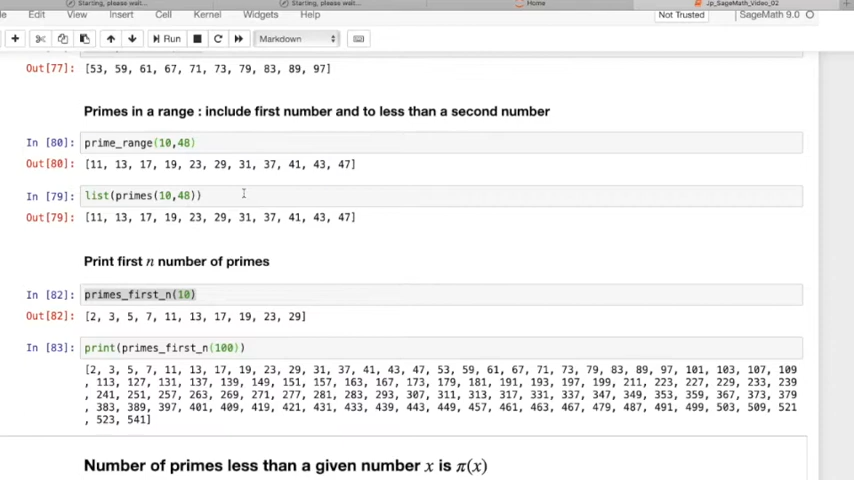 Starting, please wait...
Starting, please wait...
Home
Jp_SageMath_Video_02
Edit View Insert Cell Kernel Widgets Help
Not Trusted
SageMath 9.0
Run
Markdown
Out[77]: [53, 59, 61, 67, 71, 73, 79, 83, 89, 97]
Primes in a range : include first number and to less than a second number
In [80]: prime_range(10,48)
Out[80]: [11, 13, 17, 19, 23, 29, 31, 37, 41, 43, 47]
In [79]: list(primes(10,48))
Out[79]: [11, 13, 17, 19, 23, 29, 31, 37, 41, 43, 47]
Print first n number of primes
In [82]: primes_first_n(10)
Out[82]: [2, 3, 5, 7, 11, 13, 17, 19, 23, 29]
In [83]: print(primes_first_n(100))
[2, 3, 5, 7, 11, 13, 17, 19, 23, 29, 31, 37, 41, 43, 47, 53, 59, 61, 67, 71, 73, 79, 83, 89, 97, 101, 103, 107, 109
, 113, 127, 131, 137, 139, 149, 151, 157, 163, 167, 173, 179, 181, 191, 193, 197, 199, 211, 223, 227, 229, 233, 239
, 241, 251, 257, 263, 269, 271, 277, 281, 283, 293, 307, 311, 313, 317, 331, 337, 347, 349, 353, 359, 367, 373, 379
, 383, 389, 397, 401, 409, 419, 421, 431, 433, 439, 443, 449, 457, 461, 463, 467, 479, 487, 491, 499, 503, 509, 521
, 523, 541]
Number of primes less than a given number x is π(x)